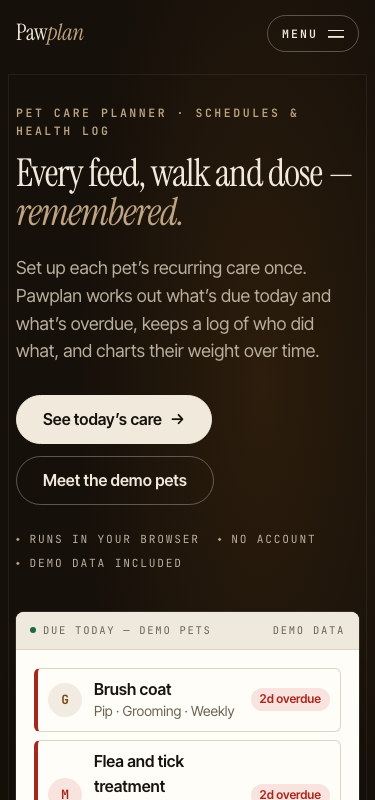 Pawplan
MENU
PET CARE PLANNER · SCHEDULES &
HEALTH LOG
Every feed, walk and dose —
remembered.
Set up each pet’s recurring care once.
Pawplan works out what’s due today and
what’s overdue, keeps a log of who did
what, and charts their weight over time.
See today’s care →
Meet the demo pets
• RUNS IN YOUR BROWSER • NO ACCOUNT
• DEMO DATA INCLUDED
DUE TODAY — DEMO PETS DEMO DATA
G
Brush coat
Pip · Grooming · Weekly
2d overdue
M
Flea and tick
treatment
2d overdue